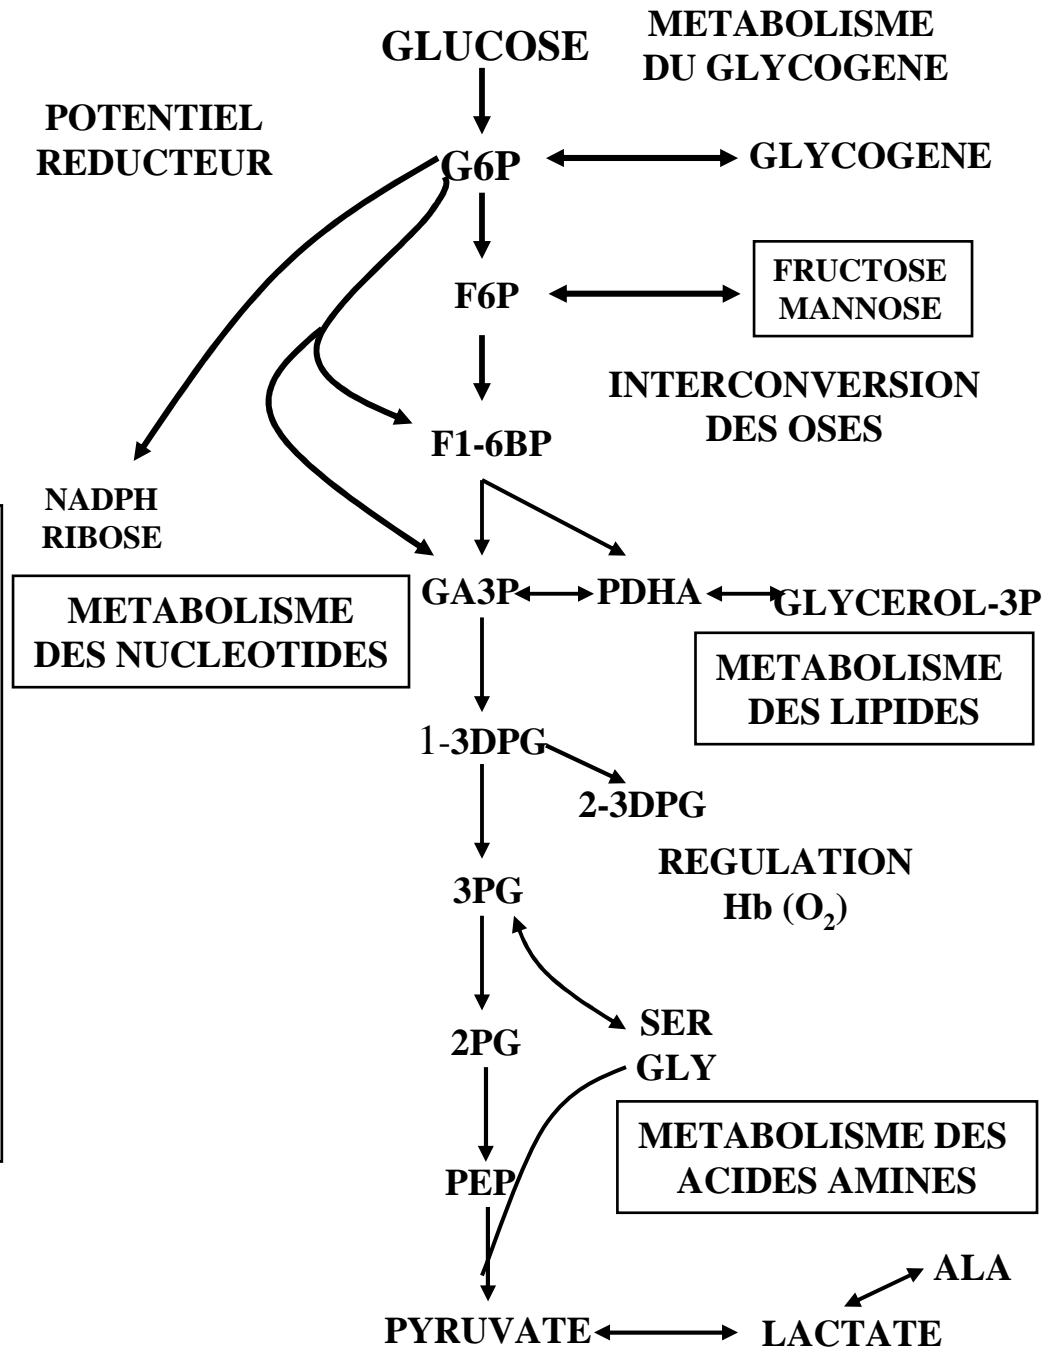 METABOLISME
DU GLYCOGENE
GLUCOSE
POTENTIEL
REDUCTEUR
G6P
GLYCOGENE
F6P
FRUCTOSE
MANNOSE
INTERCONVERSION
DES OSES
F1-6BP
NADPH
RIBOSE
GA3P
PDHA
GLYCEROL-3P
METABOLISME
DES NUCLEOTIDES
METABOLISME
DES LIPIDES
1-3DPG
2-3DPG
REGULATION
Hb (O₂)
3PG
SER
GLY
2PG
METABOLISME DES
ACIDES AMINES
PEP
ALA
PYRUVATE
LACTATE